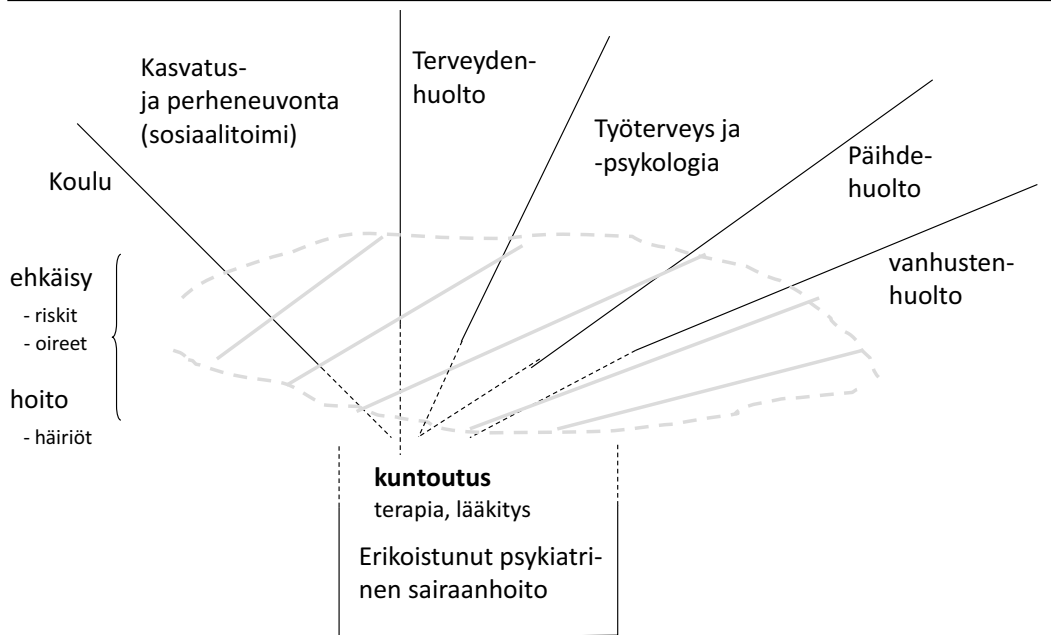 Kasvatus-
ja perheneuvonta
(sosiaalitoimi)
Terveyden-
huolto
Työterveys ja
-psykologia
Päihde-
huolto
Koulu
vanhusten-
huolto
ehkäisy
- riskit
- oireet
hoito
- häiriöt
kuntoutus
terapia, lääkitys
Erikoistunut psykiatri-
nen sairaanhoito